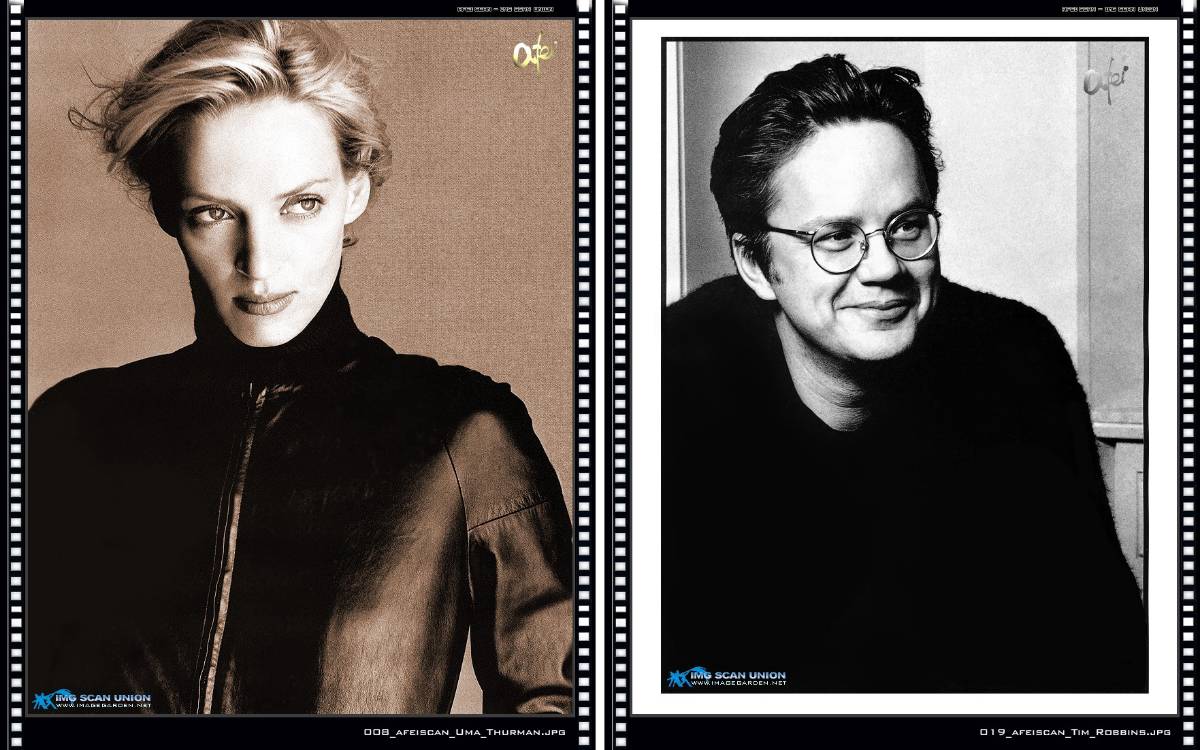 afei
IMG SCAN UNION
WWW.IMAGEGARDEN.NET
008_AFEISCAN_UMA_THURMAN.JPG
afei
IMG SCAN UNION
WWW.IMAGEGARDEN.NET
019_AFEISCAN_TIM_ROBBINS.JPG